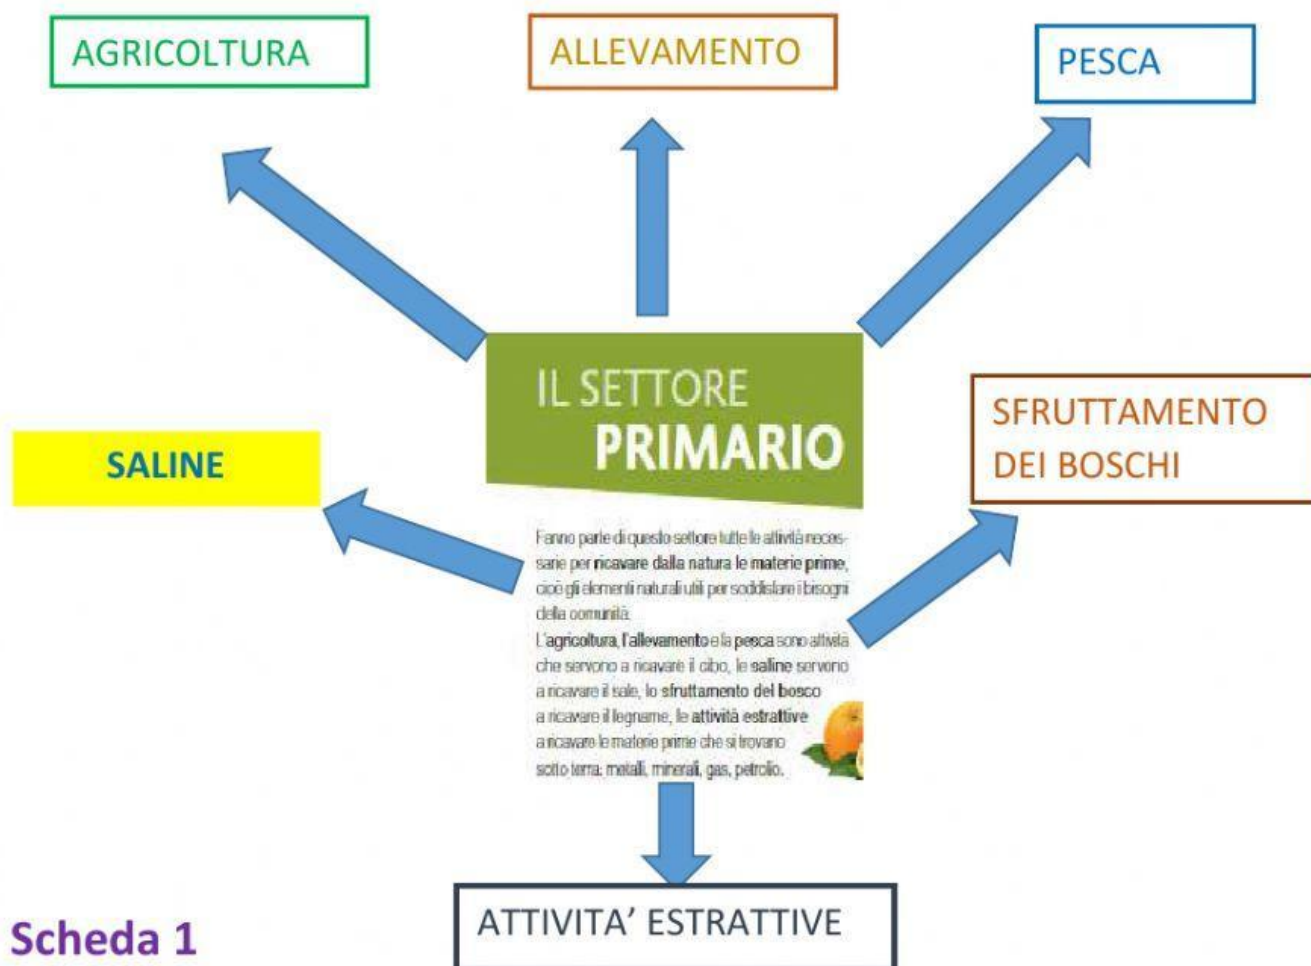 AGRICOLTURA
ALLEVAMENTO
PESCA
IL SETTORE
PRIMARIO
SFRUTTAMENTO
DEI BOSCHI
SALINE
Fanno parte di questo settore tutte le attività neces-
sarie per ricavare dalla natura le materie prime,
cioè gli elementi naturali utili per soddisfare i bisogni
della comunità.
L'agricoltura, l'allevamento e la pesca sono attività
che servono a ricavare il cibo, le saline servono
a ricavare il sale, lo sfruttamento del bosco
a ricavare il legname, le attività estrattive
a ricavare le materie prime che si trovano
sotto terra: metalli, minerali, gas, petrolio.
ATTIVITA' ESTRATTIVE
Scheda 1